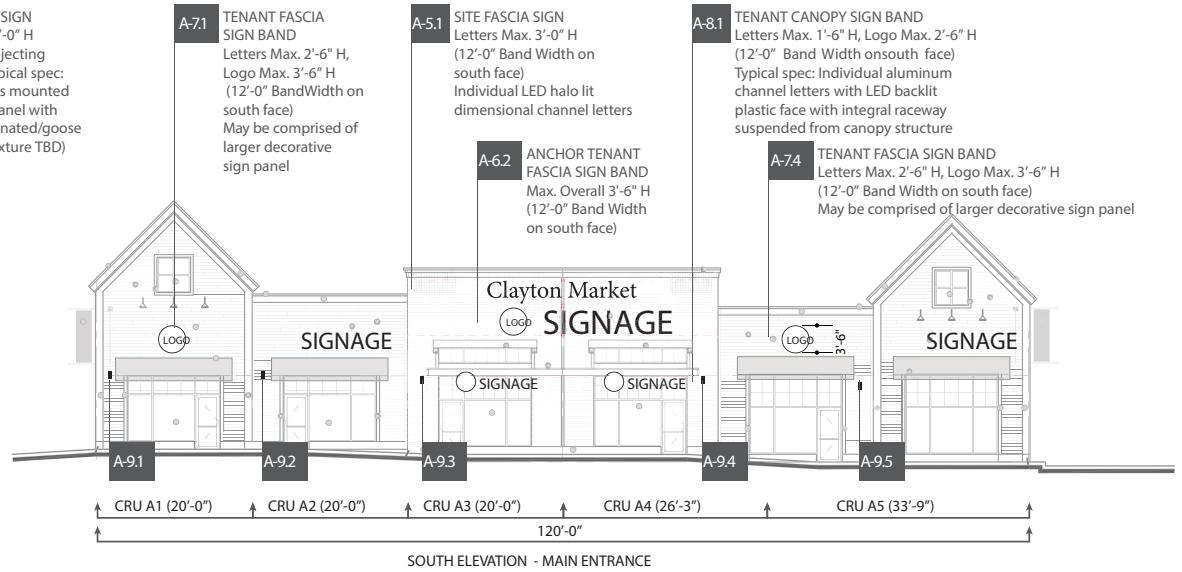 SIGN
'-0" H
jecting
pical spec:
s mounted
anel with
nated/goose
xture TBD)
A-7.1
TENANT FASCIA
SIGN BAND
Letters Max. 2'-6" H,
Logo Max. 3'-6” H
(12'-0” BandWidth on
south face)
May be comprised of
larger decorative
sign panel
A-5.1
SITE FASCIA SIGN
Letters Max. 3'-0” H
(12'-0” Band Width on
south face)
Individual LED halo lit
dimensional channel letters
A-6.2
ANCHOR TENANT
FASCIA SIGN BAND
Max. Overall 3'-6" H
(12'-0” Band Width
on south face)
A-8.1
TENANT CANOPY SIGN BAND
Letters Max. 1'-6" H, Logo Max. 2'-6” H
(12'-0” Band Width onsouth face)
Typical spec: Individual aluminum
channel letters with LED backlit
plastic face with integral raceway
suspended from canopy structure
A-7.4
TENANT FASCIA SIGN BAND
Letters Max. 2'-6" H, Logo Max. 3'-6” H
(12'-0” Band Width on south face)
May be comprised of larger decorative sign panel
Clayton Market
LOGO SIGNAGE
LOGO
SIGNAGE
LOGO
3'-6"
SIGNAGE
SIGNAGE
SIGNAGE
A-9.1
A-9.2
A-9.3
A-9.4
A-9.5
CRU A1 (20'-0”)
CRU A2 (20'-0”)
CRU A3 (20'-0”)
CRU A4 (26'-3”)
CRU A5 (33'-9”)
120'-0”
SOUTH ELEVATION - MAIN ENTRANCE